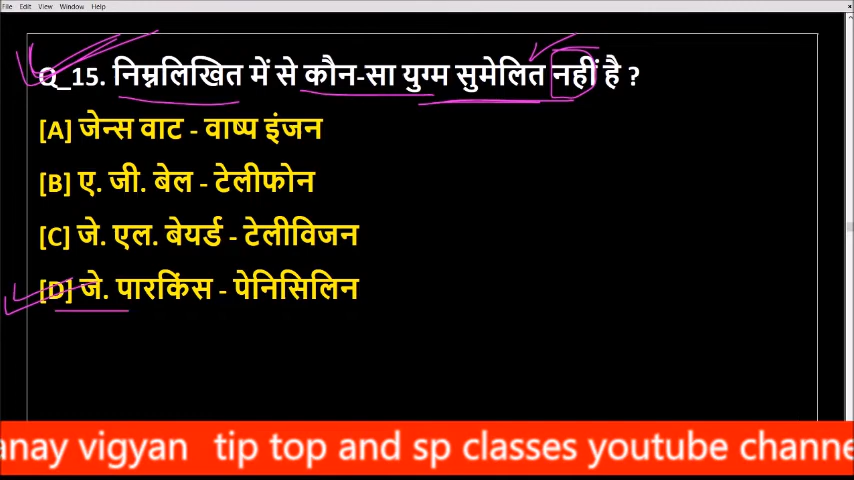 File Edit View Window Help
Q_15. निम्नलिखित में से कौन-सा युग्म सुमेलित नहीं है ?
[A] जेन्स वाट - वाष्प इंजन
[B] ए. जी. बेल - टेलीफोन
[C] जे. एल. बेयर्ड - टेलीविजन
[D] जे. पारकिंस - पेनिसिलिन
anay vigyan tip top and sp classes youtube channe